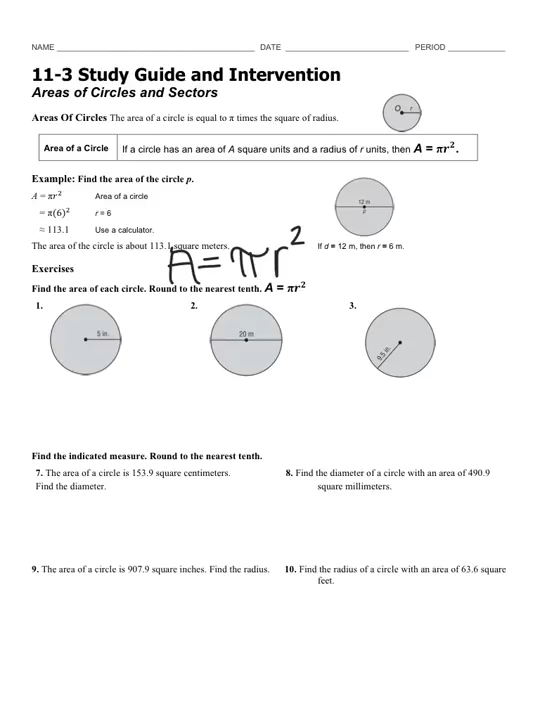 NAME ______ DATE ______ PERIOD ______
11-3 Study Guide and Intervention
Areas of Circles and Sectors
O r
Areas Of Circles The area of a circle is equal to π times the square of radius.
Area of a Circle If a circle has an area of A square units and a radius of r units, then A = πr².
Example: Find the area of the circle p.
A = πr² Area of a circle
12 m
P
= π(6)² r = 6
≈ 113.1 Use a calculator.
The area of the circle is about 113.1 square meters. If d = 12 m, then r = 6 m.
A = πr²
Exercises
Find the area of each circle. Round to the nearest tenth. A = πr²
1. 2. 3.
5 in. 20 m 9.5 in.
Find the indicated measure. Round to the nearest tenth.
7. The area of a circle is 153.9 square centimeters.
Find the diameter.
8. Find the diameter of a circle with an area of 490.9
square millimeters.
9. The area of a circle is 907.9 square inches. Find the radius.
10. Find the radius of a circle with an area of 63.6 square
feet.